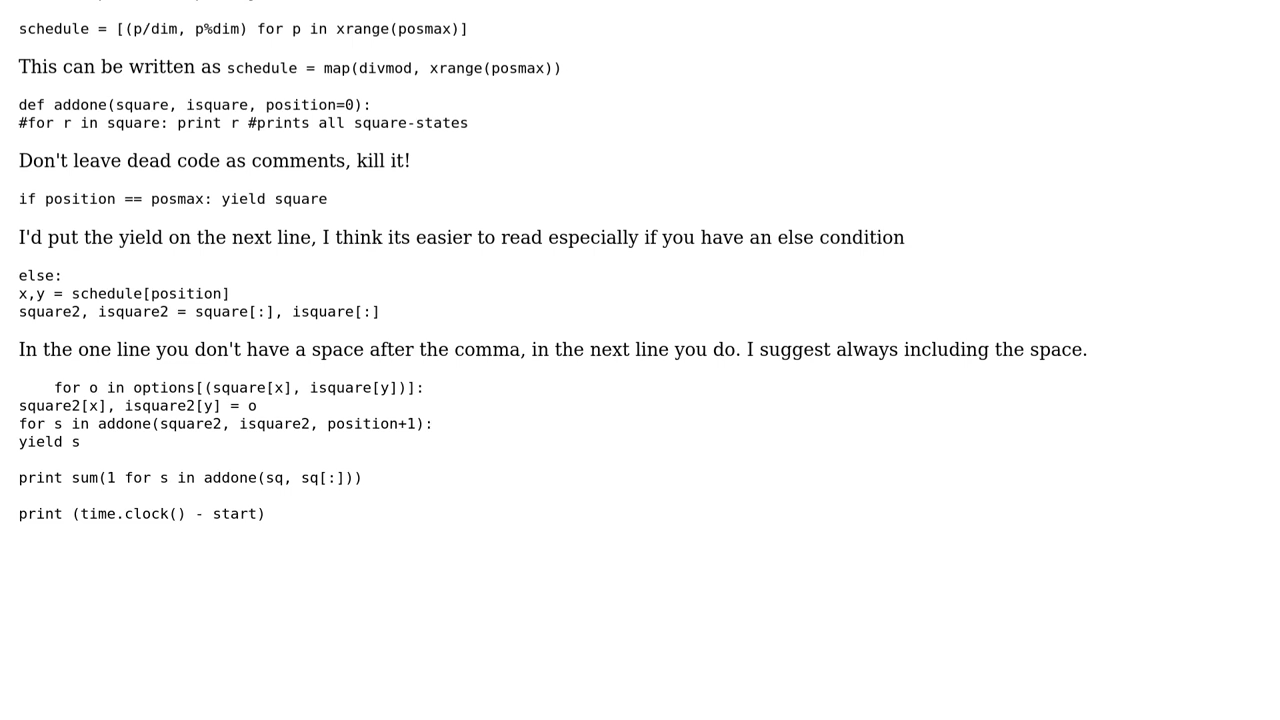 schedule = [(p/dim, p%dim) for p in xrange(posmax)]
This can be written as schedule = map(divmod, xrange(posmax))
def addone(square, isquare, position=0):
#for r in square: print r #prints all square-states
Don't leave dead code as comments, kill it!
if position == posmax: yield square
I'd put the yield on the next line, I think its easier to read especially if you have an else condition
else:
x,y = schedule[position]
square2, isquare2 = square[:], isquare[:]
In the one line you don't have a space after the comma, in the next line you do. I suggest always including the space.
for o in options[(square[x], isquare[y])]:
square2[x], isquare2[y] = o
for s in addone(square2, isquare2, position+1):
yield s
print sum(1 for s in addone(sq, sq[:]))
print (time.clock() - start)